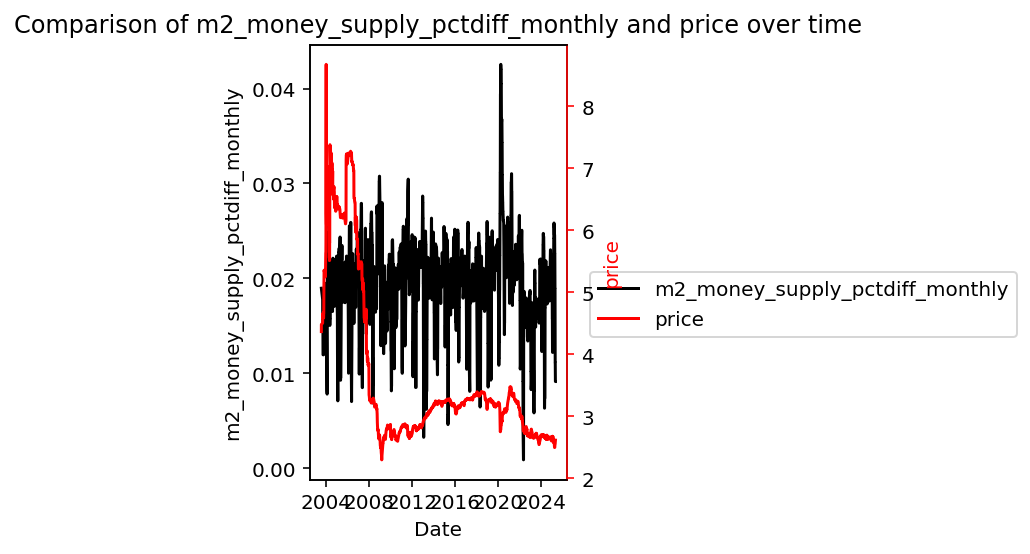 Comparison of m2_money_supply_pctdiff_monthly and price over time
m2_money_supply_pctdiff_monthly
0.04
0.03
0.02
0.01
0.00
8
7
6
5
4
3
2
price
m2_money_supply_pctdiff_monthly
price
2004 2008 2012 2016 2020 2024
Date